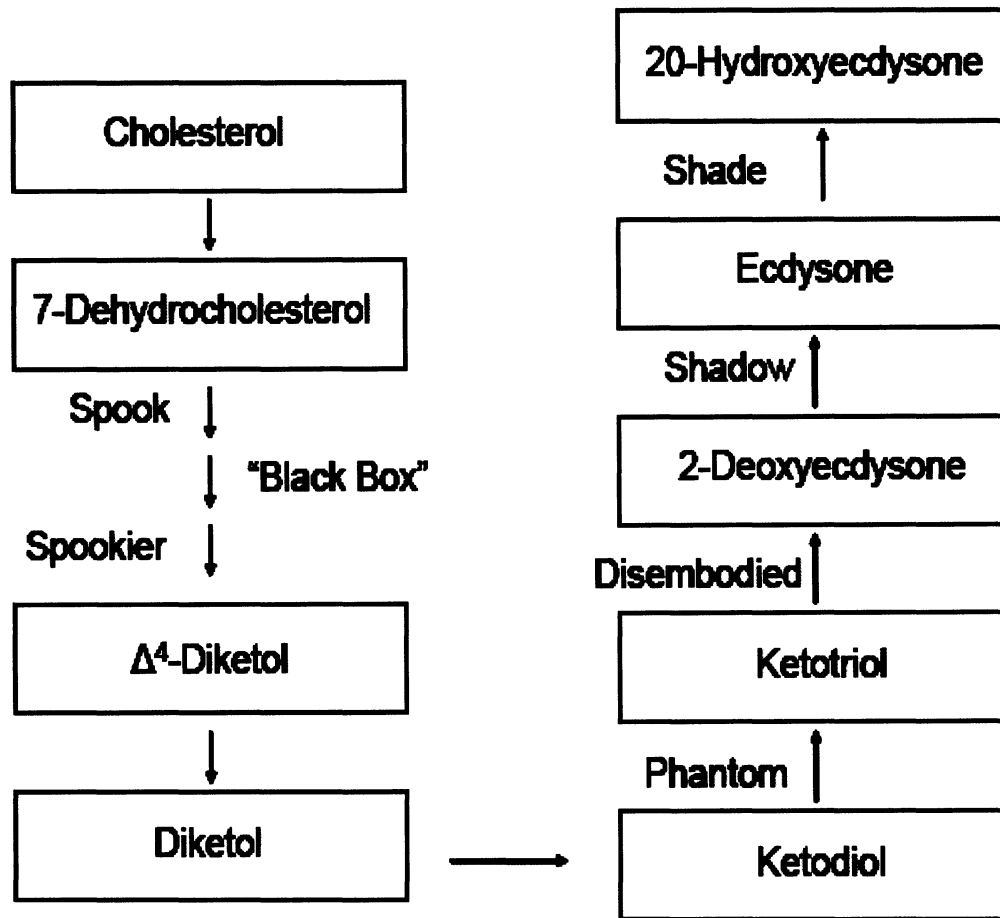 Cholesterol
7-Dehydrocholesterol
Spook
“Black Box”
Spookier
Δ⁴-Diketol
Diketol
Ketodiol
Phantom
Ketotriol
Disembodied
2-Deoxyecdysone
Shadow
Ecdysone
Shade
20-Hydroxyecdysone